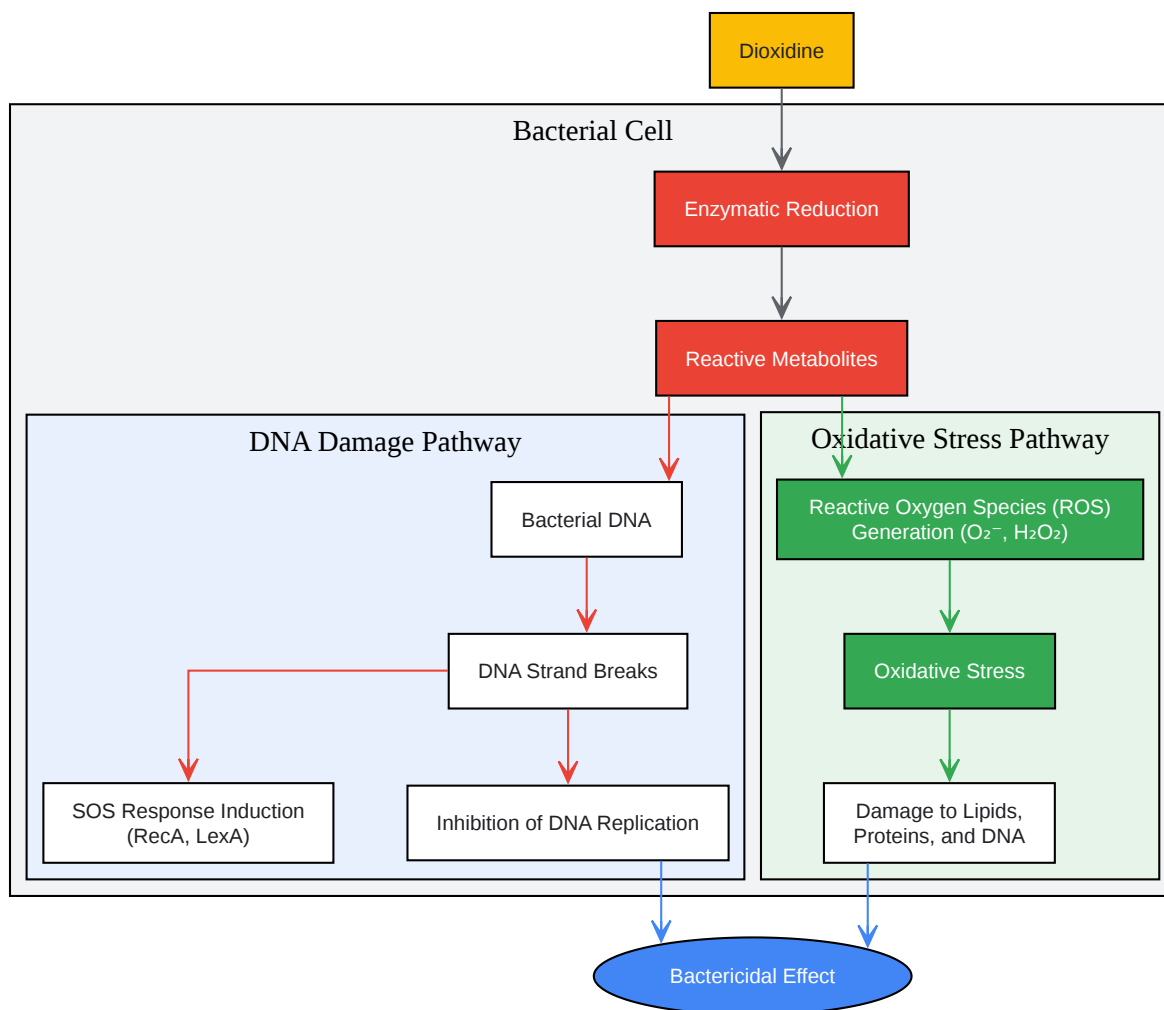 Dioxidine
Bacterial Cell
Enzymatic Reduction
Reactive Metabolites
DNA Damage Pathway
Oxidative Stress Pathway
Bacterial DNA
Reactive Oxygen Species (ROS)
Generation (O₂⁻, H₂O₂)
DNA Strand Breaks
Oxidative Stress
SOS Response Induction
(RecA, LexA)
Inhibition of DNA Replication
Damage to Lipids,
Proteins, and DNA
Bactericidal Effect